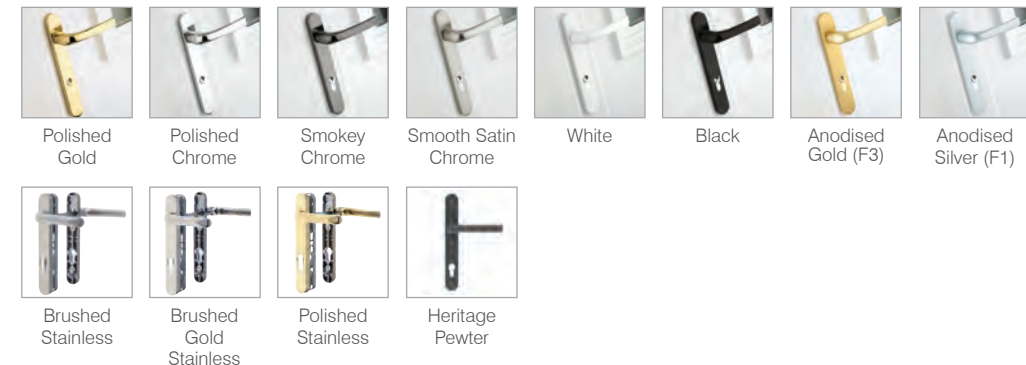 Polished
Gold
Polished
Chrome
Smokey
Chrome
Smooth Satin
Chrome
White
Black
Anodised
Gold (F3)
Anodised
Silver (F1)
Brushed
Stainless
Brushed
Gold
Stainless
Polished
Stainless
Heritage
Pewter